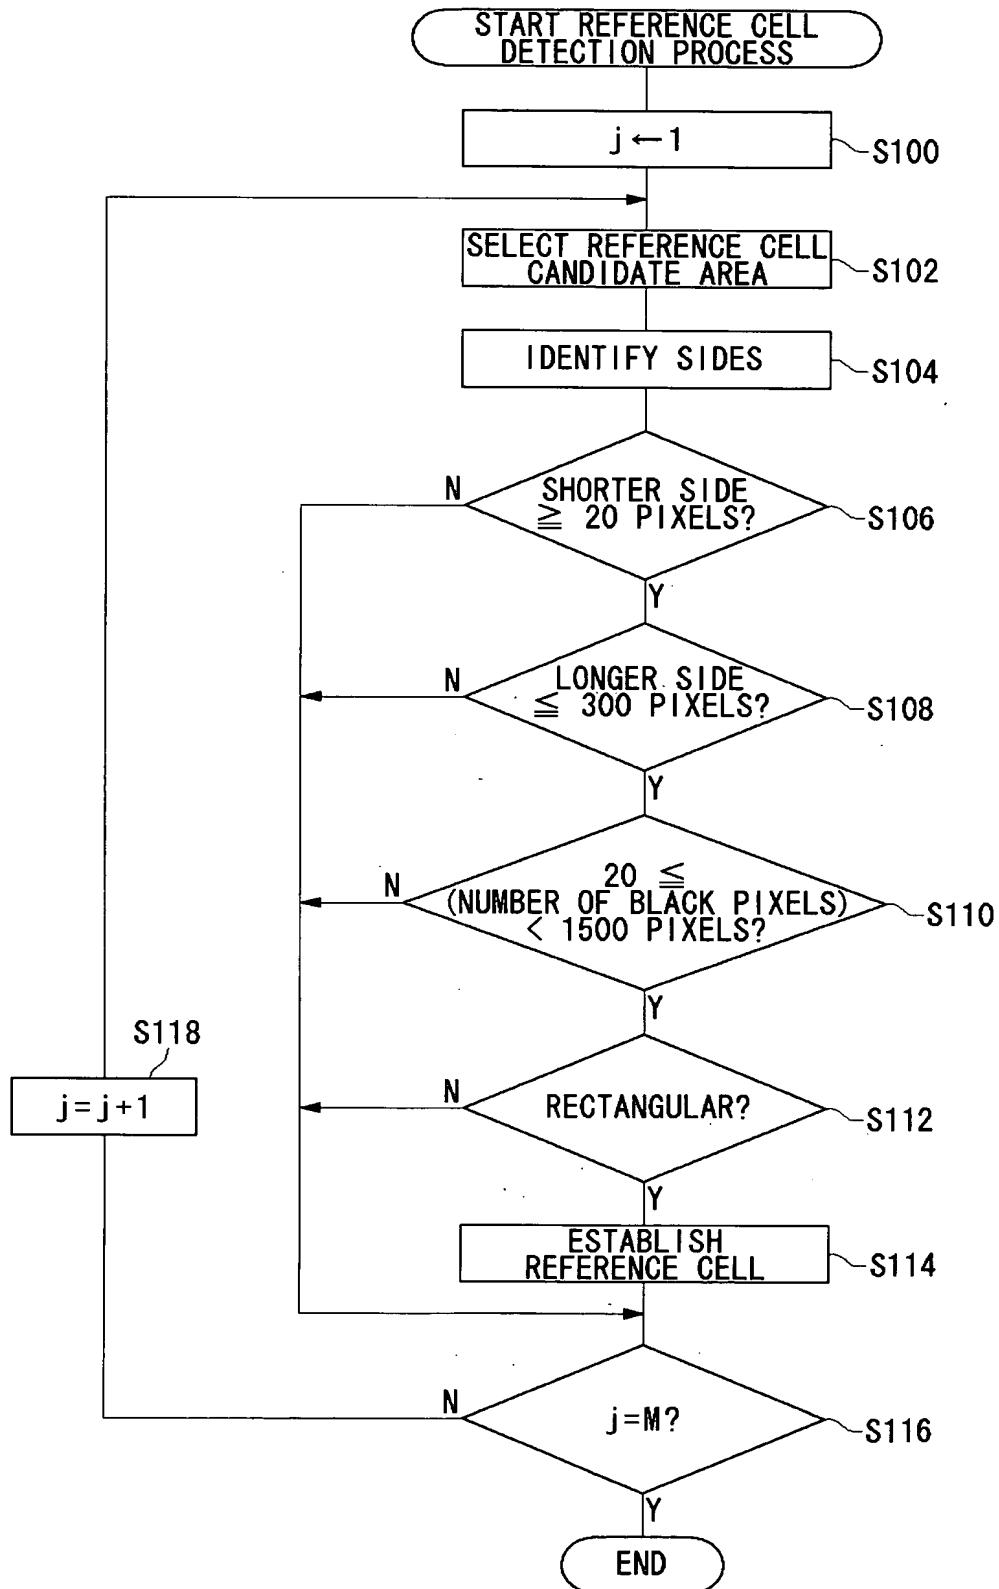 START REFERENCE CELL
DETECTION PROCESS
j ← 1
S100
SELECT REFERENCE CELL
CANDIDATE AREA
S102
IDENTIFY SIDES
S104
N
SHORTER SIDE
≧ 20 PIXELS?
S106
Y
N
LONGER SIDE
≦ 300 PIXELS?
S108
Y
N
20 ≦
(NUMBER OF BLACK PIXELS)
< 1500 PIXELS?
S110
Y
S118
j=j+1
N
RECTANGULAR?
S112
Y
ESTABLISH
REFERENCE CELL
S114
N
j=M?
S116
Y
END